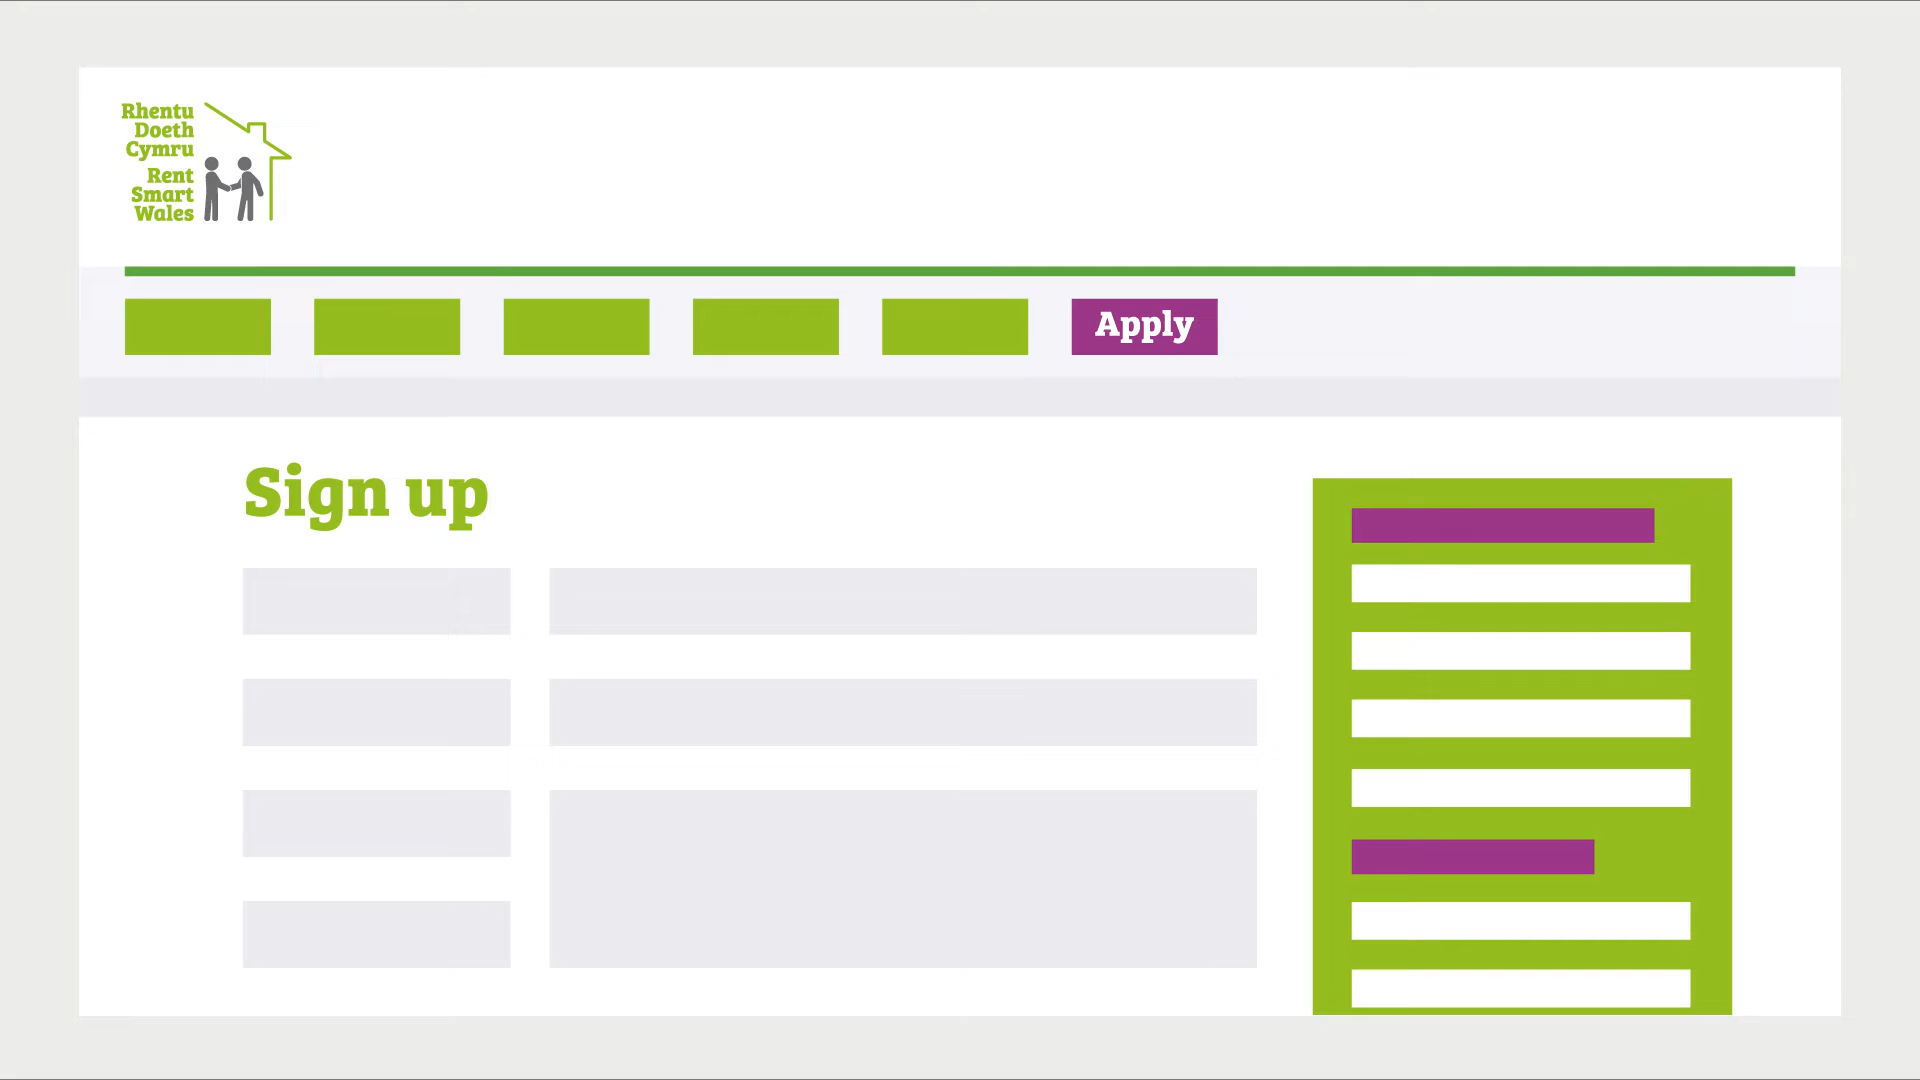 Rhentu
Doeth
Cymru
Rent
Smart
Wales
Apply
Sign up